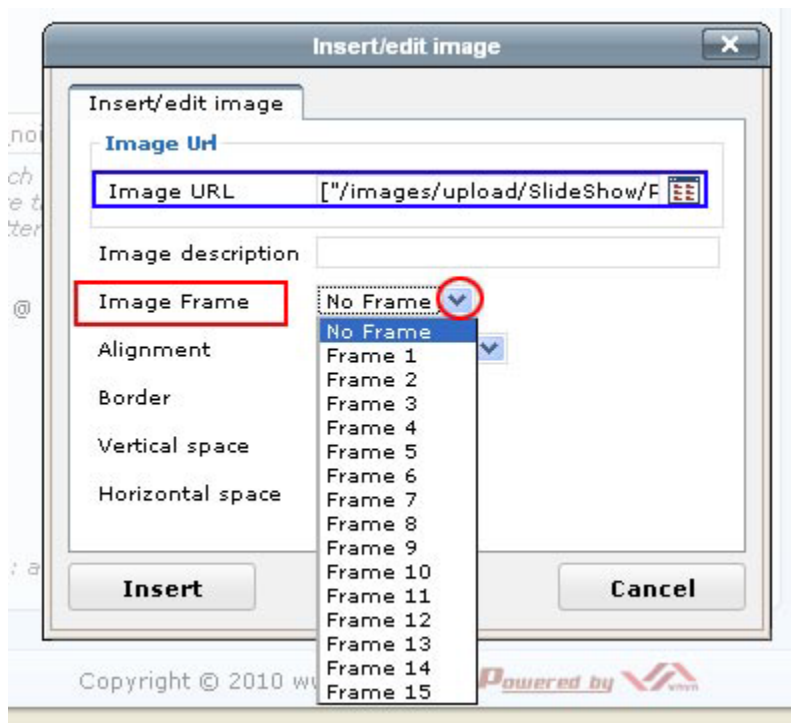 Insert/edit image
Insert/edit image
Image Url
Image URL ["/images/upload/SlideShow/
Image description
Image Frame No Frame
No Frame
Alignment
Frame 1
Frame 2
Border
Frame 3
Frame 4
Vertical space
Frame 5
Frame 6
Horizontal space
Frame 7
Frame 8
Frame 9
Frame 10
Frame 11
Frame 12
Frame 13
Frame 14
Frame 15
Insert Cancel
@
Copyright © 2010 Powered by